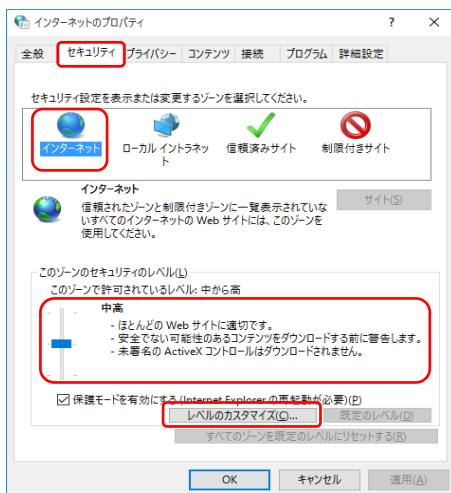 インターネットのプロパティ
全般 セキュリティ プライバシー コンテンツ 接続 プログラム 詳細設定
セキュリティ設定を表示または変更するゾーンを選択してください。
インターネット ローカル イントラネッ
ト 信頼済みサイト 制限付きサイト
インターネット
サイト(S)
信頼されたゾーンと制限付きゾーンに一覧表示されていな
いすべてのインターネットの Web サイトには、このゾーンを
使用してください。
このゾーンのセキュリティのレベル(L)
このゾーンで許可されているレベル: 中から高
中高
- ほとんどの Web サイトに適切です。
- 安全でない可能性のあるコンテンツをダウンロードする前に警告します。
- 未署名の ActiveX コントロールはダウンロードされません。
保護モードを有効にする (Internet Explorer の再起動が必要)(P)
レベルのカスタマイズ(C)... 既定のレベル(D)
すべてのゾーンを既定のレベルにリセットする(R)
OK キャンセル 適用(A)